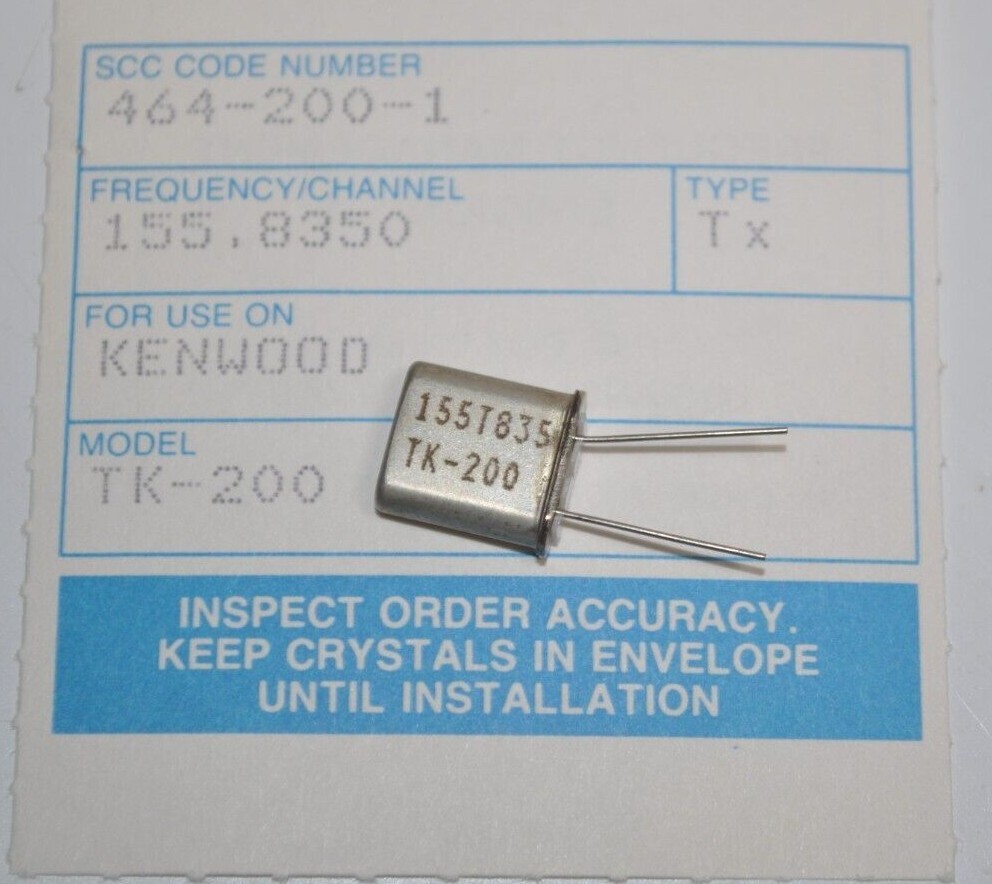 SCC CODE NUMBER
464-200-1
FREQUENCY/CHANNEL
155.8350
TYPE
Tx
FOR USE ON
KENWOOD
MODEL
TK-200
155T835
TK-200
INSPECT ORDER ACCURACY.
KEEP CRYSTALS IN ENVELOPE
UNTIL INSTALLATION